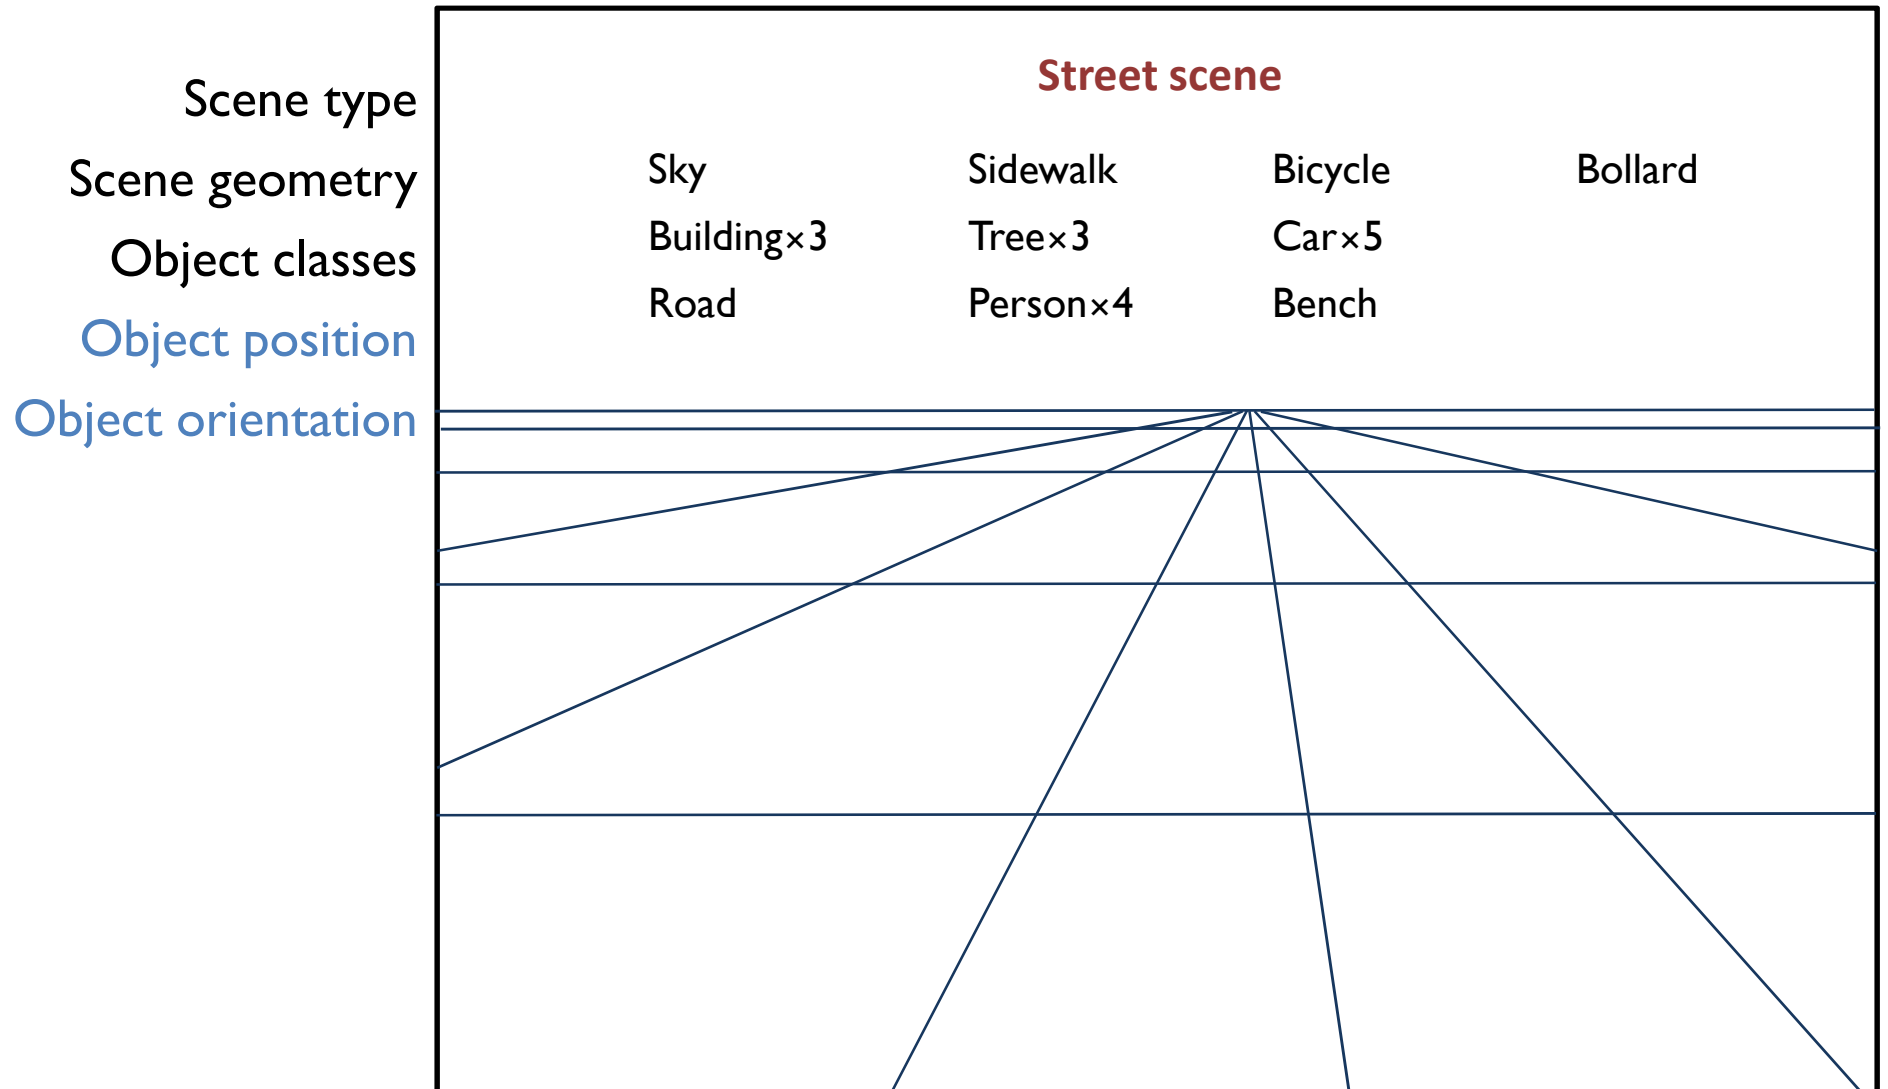 Scene type
Scene geometry
Object classes
Object position
Object orientation
Street scene
Sky Sidewalk Bicycle Bollard
Building×3 Tree×3 Car×5
Road Person×4 Bench